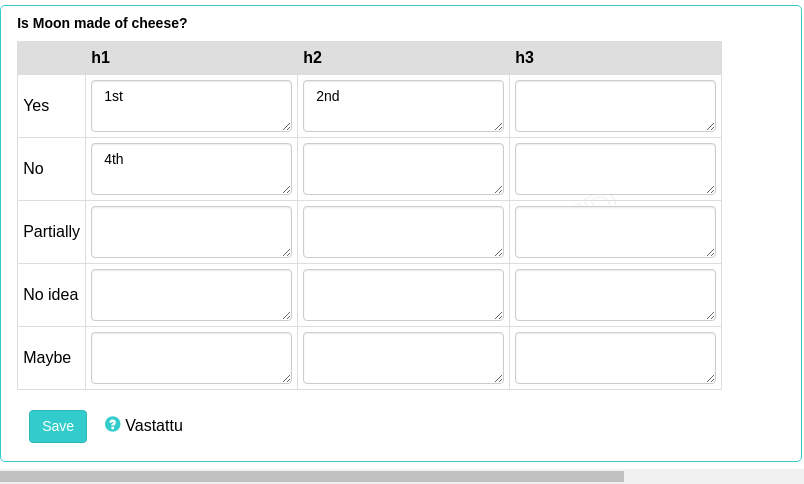 Is Moon made of cheese?
h1 h2 h3
Yes 1st 2nd
No 4th
Partially
No idea
Maybe
Save ? Vastattu